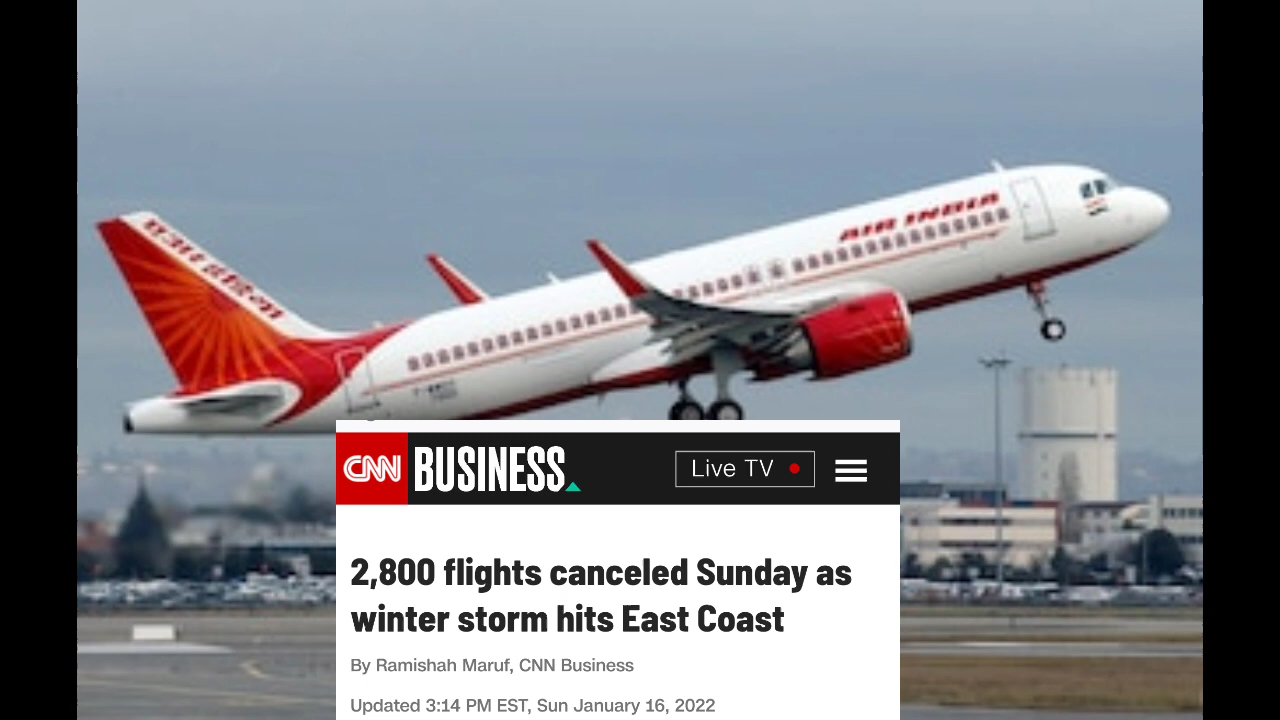 AIR INDIA
CNN BUSINESS
Live TV
2,800 flights canceled Sunday as
winter storm hits East Coast
By Ramishah Maruf, CNN Business
Updated 3:14 PM EST, Sun January 16, 2022